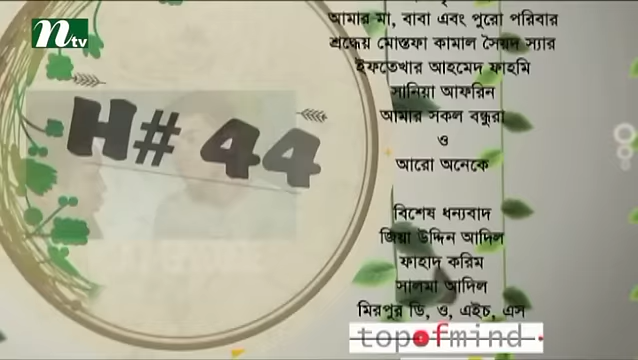 ntv
H# 44
আমার মা, বাবা এবং পুরো পরিবার
শ্রদ্ধেয় মোস্তফা কামাল সৈয়দ স্যার
ইফতেখার আহমেদ ফাহমি
সানিয়া আফরিন
আমার সকল বন্ধুরা
ও
আরো অনেকে
বিশেষ ধন্যবাদ
জিয়া উদ্দিন আদিল
ফাহাদ করিম
সালমা আদিল
মিরপুর ডি, ও, এইচ, এস
topofmind